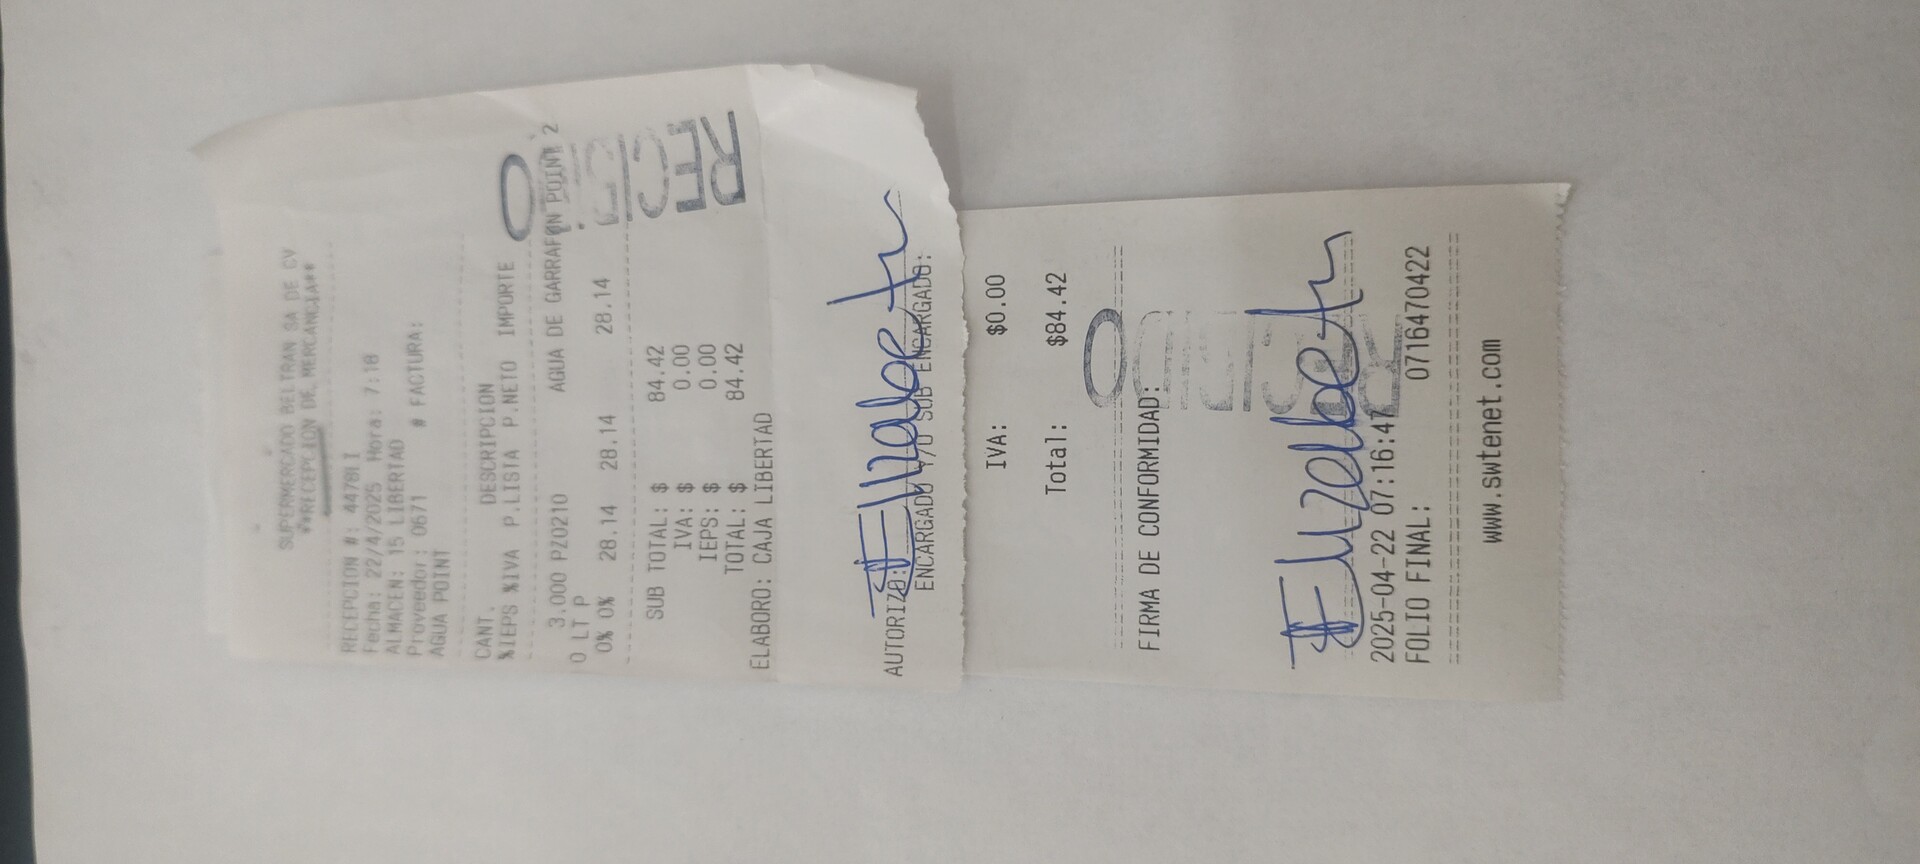 SUPERMERCADO BELTRAN SA DE CV
**RECEPCION DE MERCANCIA**
RECEPCION #: 4478LI
Fecha: 22/4/2025 Hora: 7:18
ALMACEN: 15 LIBERTAD
Proveedor: 0671 # FACTURA:
AGUA POINT
CANT. DESCRIPCION
%IEPS %IVA P.LISTA P.NETO IMPORTE
3.000 PZ0210 AGUA DE GARRAFON POINT 2
0 LT P
0% 0% 28.14 28.14 28.14
RECIBIDO
SUB TOTAL: $ 84.42
IVA: $ 0.00
IEPS: $ 0.00
TOTAL: $ 84.42
ELABORO: CAJA LIBERTAD
Elizabeth
AUTORIZO:
ENCARGADO Y/O SUB ENCARGADO:
IVA: $0.00
Total: $84.42
RECIBIDO
FIRMA DE CONFORMIDAD:
Elizabeth
2025-04-22 07:16:47
FOLIO FINAL: 0716470422
www.swtenet.com